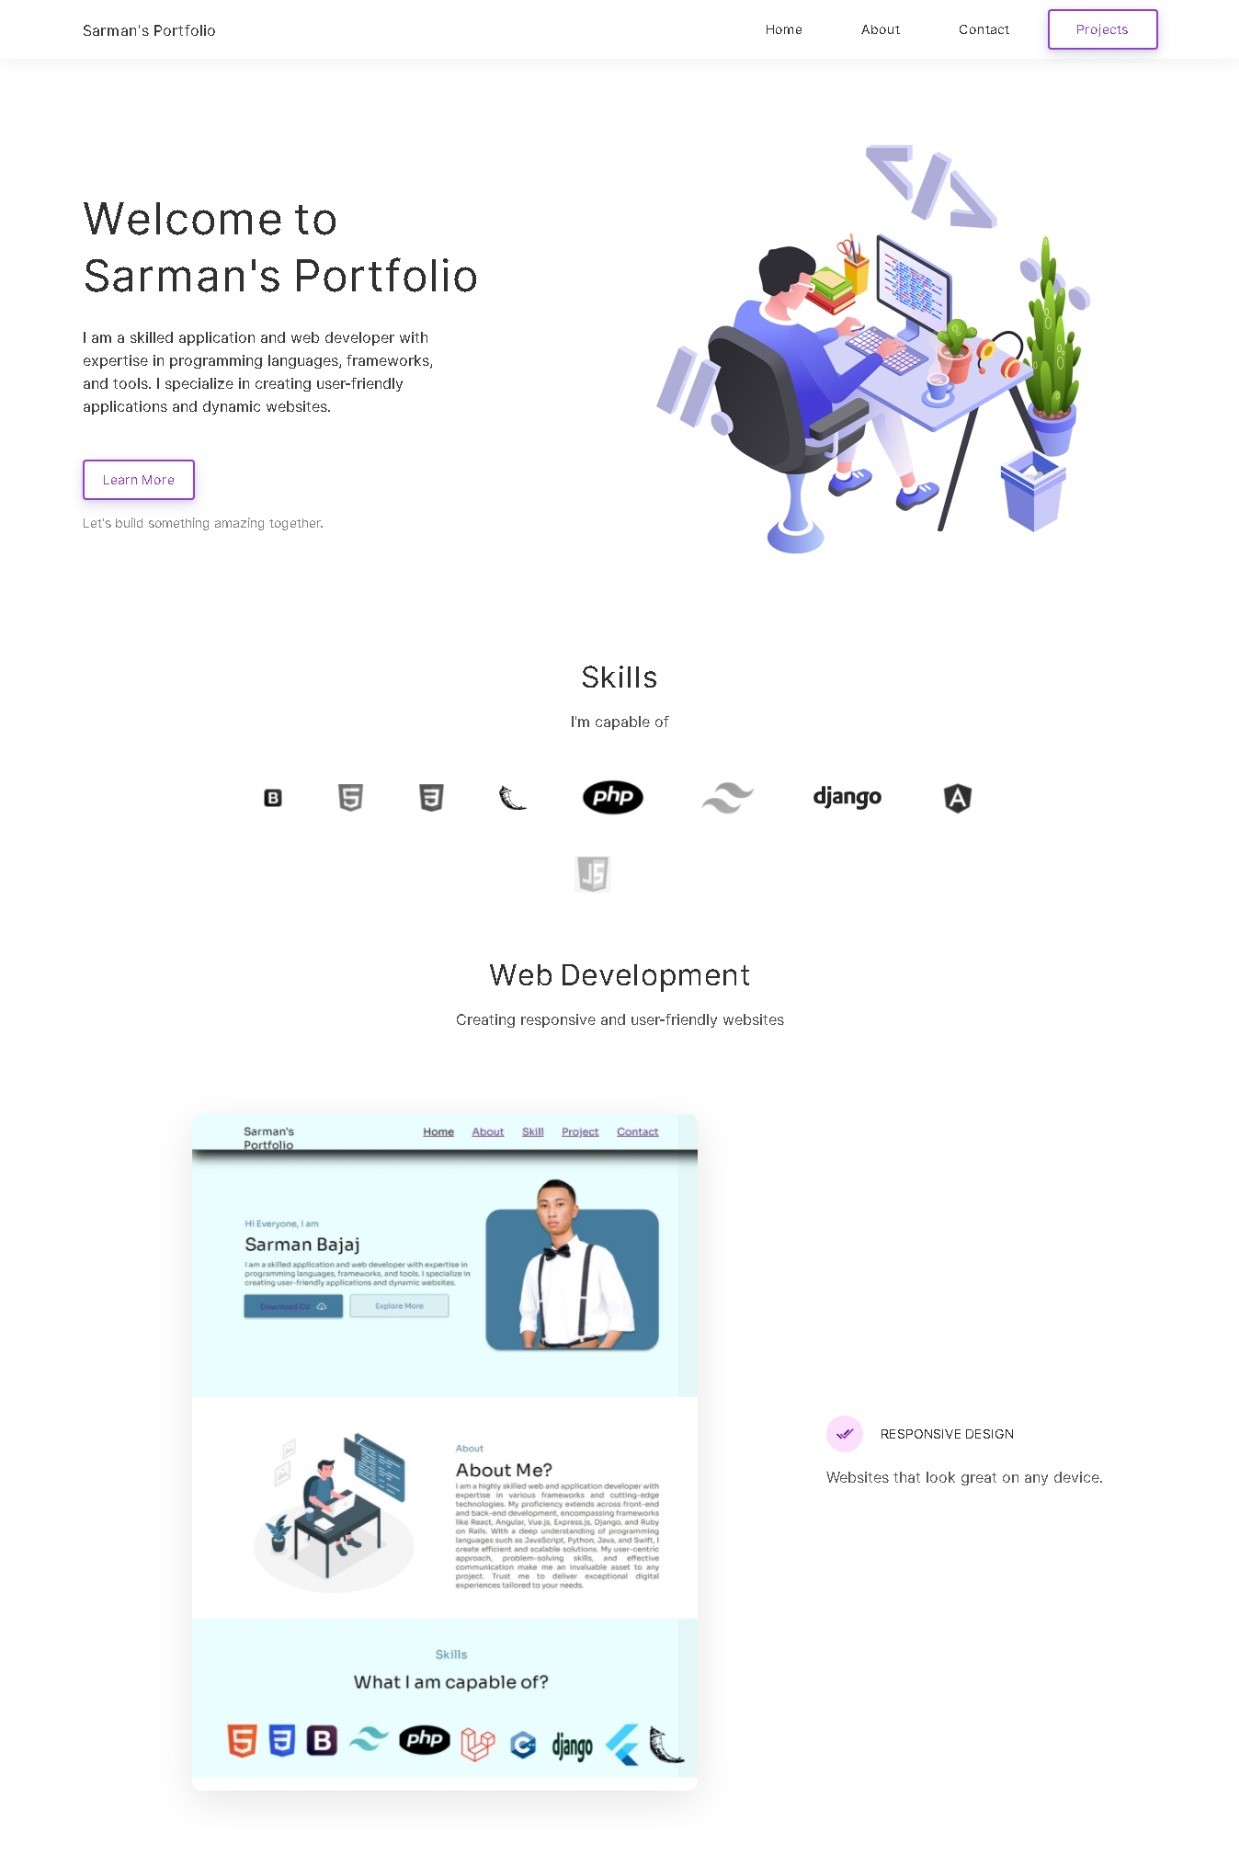 Sarman's Portfolio
Home
About
Contact
Projects
Welcome to
Sarman's Portfolio
I am a skilled application and web developer with
expertise in programming languages, frameworks,
and tools. I specialize in creating user-friendly
applications and dynamic websites.
Learn More
Let's build something amazing together.
Skills
I'm capable of
B
5
3
php
django
A
JS
Web Development
Creating responsive and user-friendly websites
Sarman's
Portfolio
Home
About
Skill
Project
Contact
Hi Everyone, I am
Sarman Bajaj
I am a skilled application and web developer with expertise in
programming languages, frameworks, and tools. I specialize in
creating user-friendly applications and dynamic websites.
Download CV
Explore More
About
About Me?
I am a highly skilled web and application developer with
expertise in various frameworks and cutting-edge
technologies. My proficiency extends across front-end
and back-end development, encompassing frameworks
like React, Angular, Vue.js, Express.js, Django, and Ruby
on Rails. With a deep understanding of programming
languages such as JavaScript, Python, Java, and Swift, I
create efficient and scalable solutions. My user-centric
approach, problem-solving skills, and effective
communication make me an invaluable asset to any
project. Trust me to deliver exceptional digital
experiences tailored to your needs.
RESPONSIVE DESIGN
Websites that look great on any device.
Skills
What I am capable of?
5
3
B
php
C
django